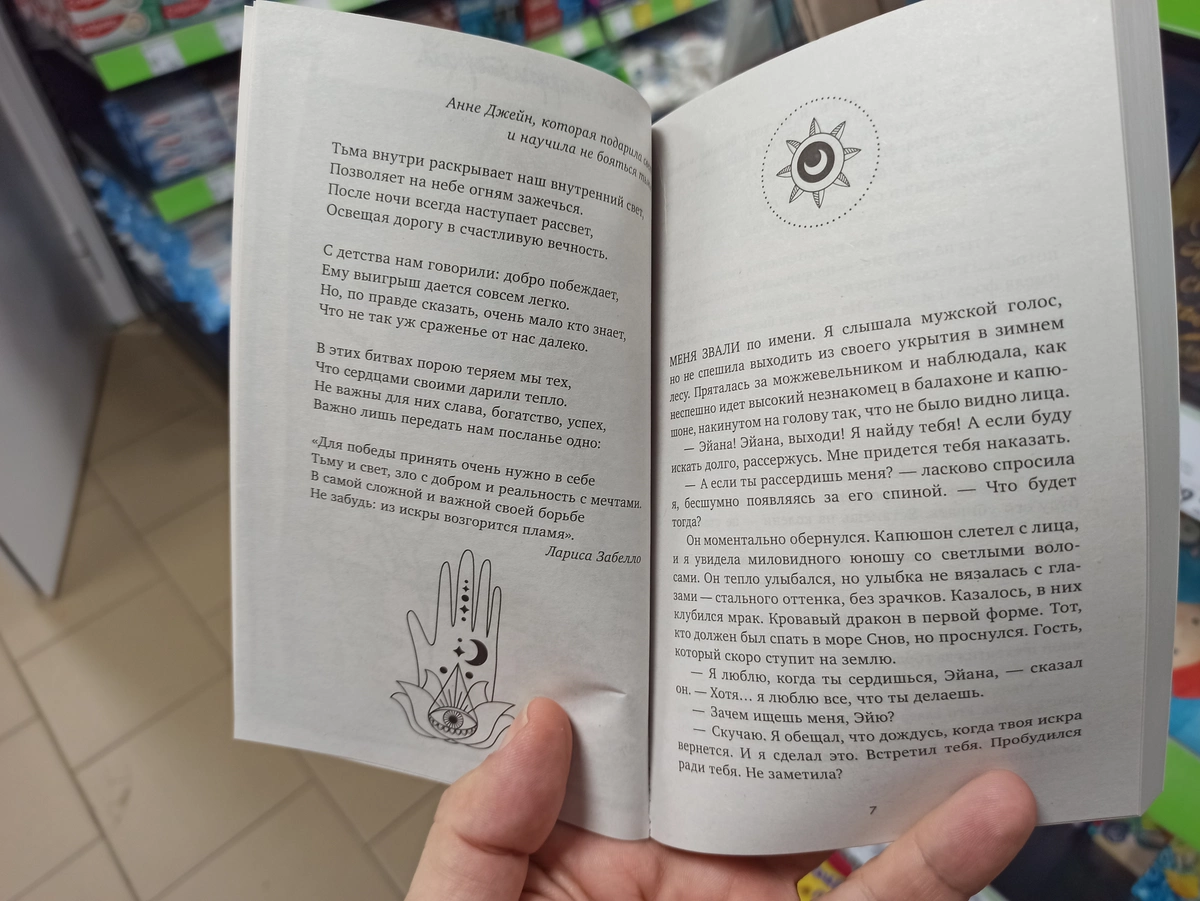 Анне Джейн, которая подарила
и научила не бояться
Тьма внутри раскрывает наш внутренний свет,
Позволяет на небе огням зажечься.
После ночи всегда наступает рассвет,
Освещая дорогу в счастливую вечность.
С детства нам говорили: добро побеждает,
Ему выигрыш дается совсем легко.
Но, по правде сказать, очень мало кто знает,
Что не так уж сраженье от нас далеко.
В этих битвах порою теряем мы тех,
Что сердцами своими дарили тепло.
Не важны для них слава, богатство, успех,
Важно лишь передать нам посланье одно:
«Для победы принять очень нужно в себе
Тьму и свет, зло с добром и реальность с мечтами.
В самой сложной и важной своей борьбе
Не забудь: из искры возгорится пламя».
Лариса Забелло
МЕНЯ ЗВАЛИ по имени. Я слышала мужской голос,
но не спешила выходить из своего укрытия в зимнем
лесу. Пряталась за можжевельником и наблюдала, как
неспешно идет высокий незнакомец в балахоне и капю-
шоне, накинутом на голову так, что не было видно лица.
— Эйана! Эйана, выходи! Я найду тебя! А если буду
искать долго, рассержусь. Мне придется тебя наказать.
— А если ты рассердишь меня? — ласково спросила
я, бесшумно появляясь за его спиной. — Что будет
тогда?
Он моментально обернулся. Капюшон слетел с лица,
и я увидела миловидного юношу со светлыми воло-
сами. Он тепло улыбался, но улыбка не вязалась с гла-
зами — стального оттенка, без зрачков. Казалось, в них
клубился мрак. Кровавый дракон в первой форме. Тот,
кто должен был спать в море Снов, но проснулся. Гость,
который скоро ступит на землю.
— Я люблю, когда ты сердишься, Эйана, — сказал
он. — Хотя… я люблю все, что ты делаешь.
— Зачем ищешь меня, Эйю?
— Скучаю. Я обещал, что дождусь, когда твоя искра
вернется. И я сделал это. Встретил тебя. Пробудился
ради тебя. Не заметила?
7